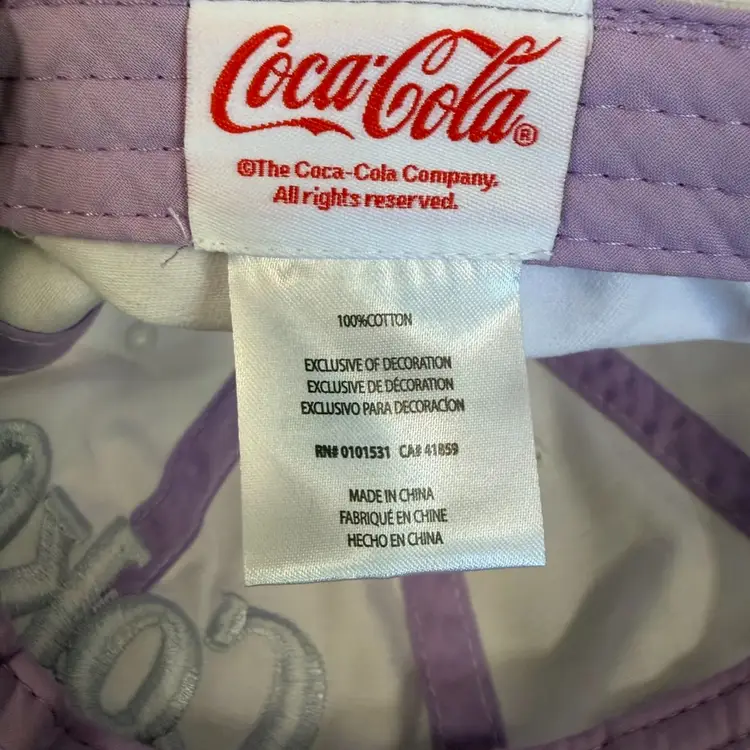 Coca-Cola®
©The Coca-Cola Company.
All rights reserved.
100%COTTON
EXCLUSIVE OF DECORATION
EXCLUSIVE DE DÉCORATION
EXCLUSIVO PARA DECORACÍON
RN# 0101531 CA# 41859
MADE IN CHINA
FABRIQUÉ EN CHINE
HECHO EN CHINA